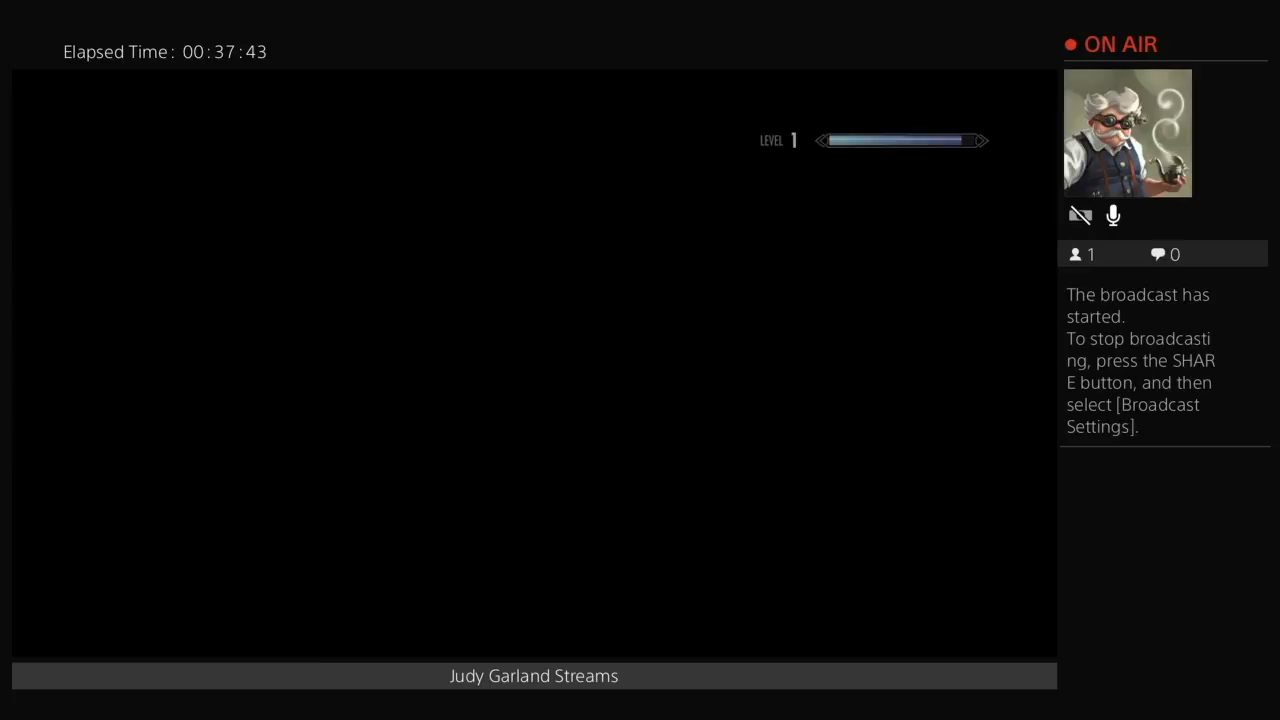 Elapsed Time: 00:37:43
ON AIR
LEVEL 1
1 0
The broadcast has
started.
To stop broadcasti
ng, press the SHAR
E button, and then
select [Broadcast
Settings].
Judy Garland Streams